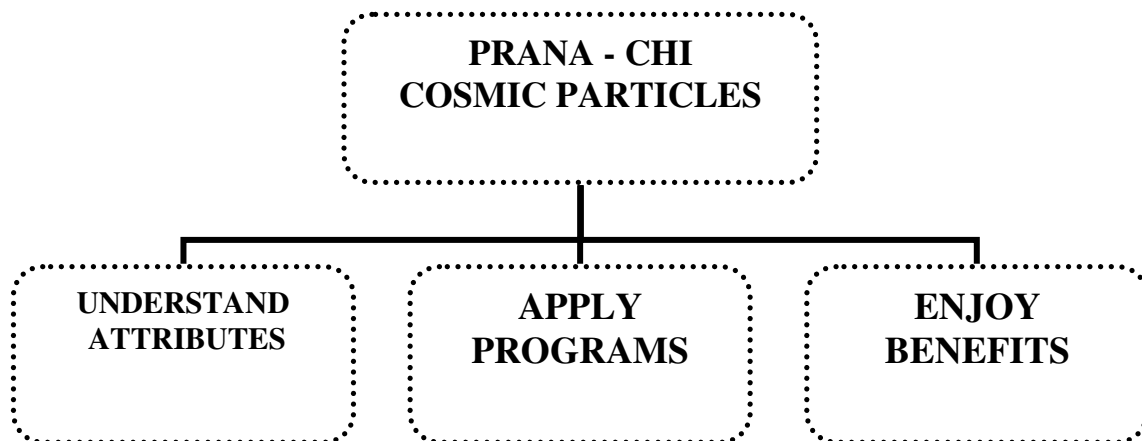 PRANA - CHI
COSMIC PARTICLES
UNDERSTAND
ATTRIBUTES
APPLY
PROGRAMS
ENJOY
BENEFITS